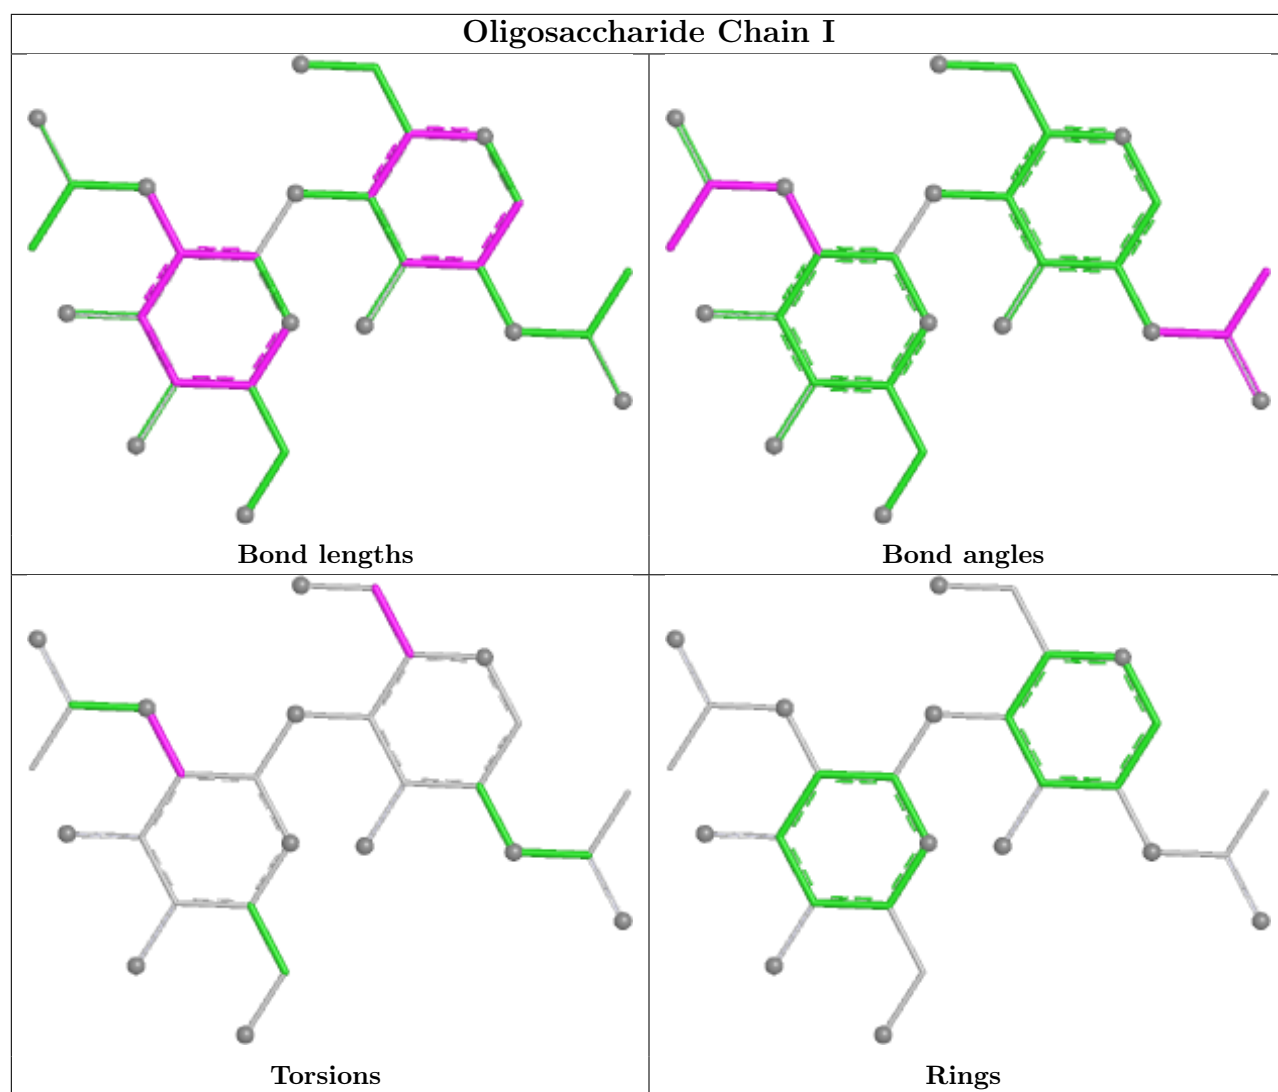 Oligosaccharide Chain I
Bond lengths
Bond angles
Torsions
Rings